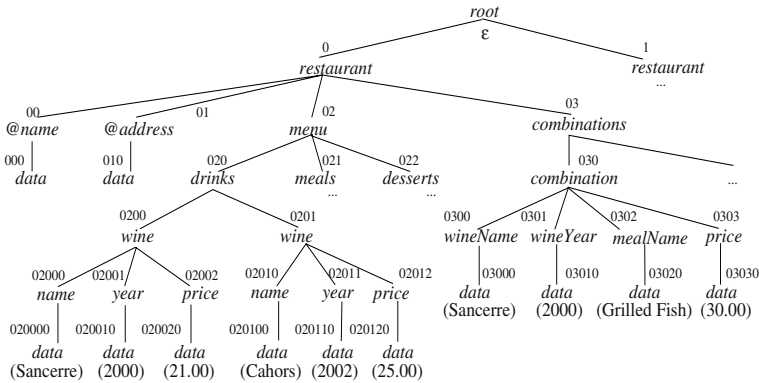 root
ε
0 1
restaurant restaurant
...
00 01 02 03
@name @address menu combinations
000 010 020 021 022 030
data data drinks meals desserts combination ...
... ...
0200 0201 0300 0301 0302 0303
wine wine wineName wineYear mealName price
02000 02001 02002 02010 02011 02012 03000 03010 03020 03030
name year price name year price data data data data
(Sancerre) (2000) (Grilled Fish) (30.00)
020000 020010 020020 020100 020110 020120
data data data data data data
(Sancerre) (2000) (21.00) (Cahors) (2002) (25.00)